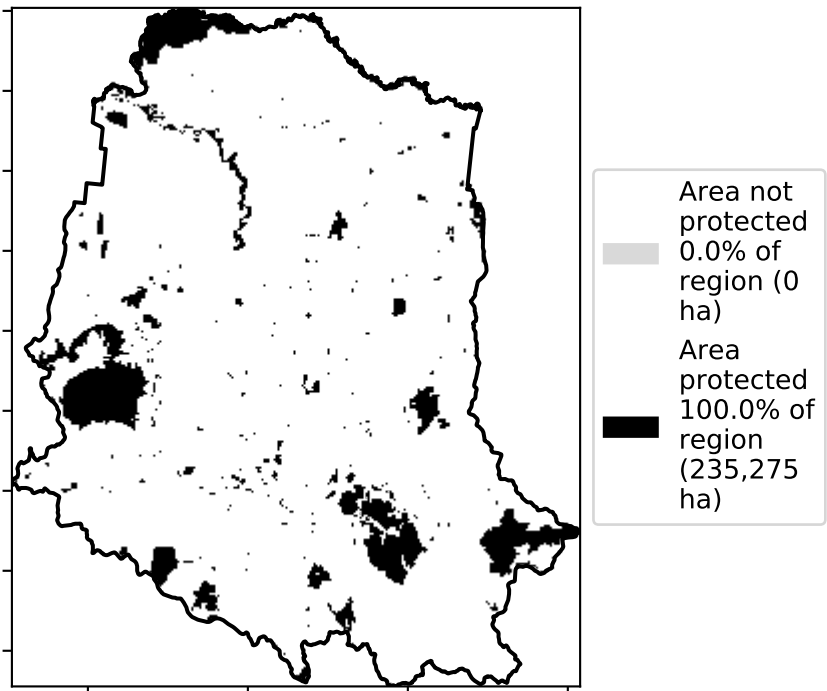 Area not
protected
0.0% of
region (0
ha)
Area
protected
100.0% of
region
(235,275
ha)